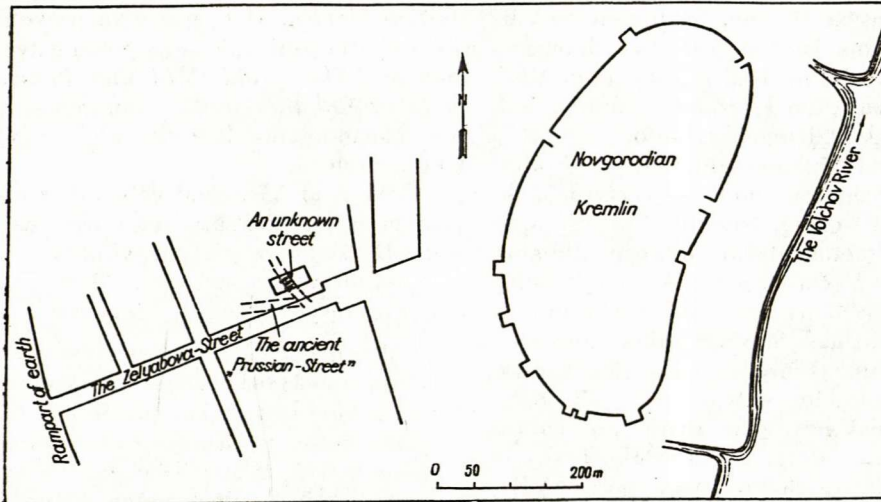 N
Novgorodian
Kremlin
The Volchov River
An unknown
street
The Zelyabova-Street
The ancient
„Prussian-Street"
Rampart of earth
0 50 200 m